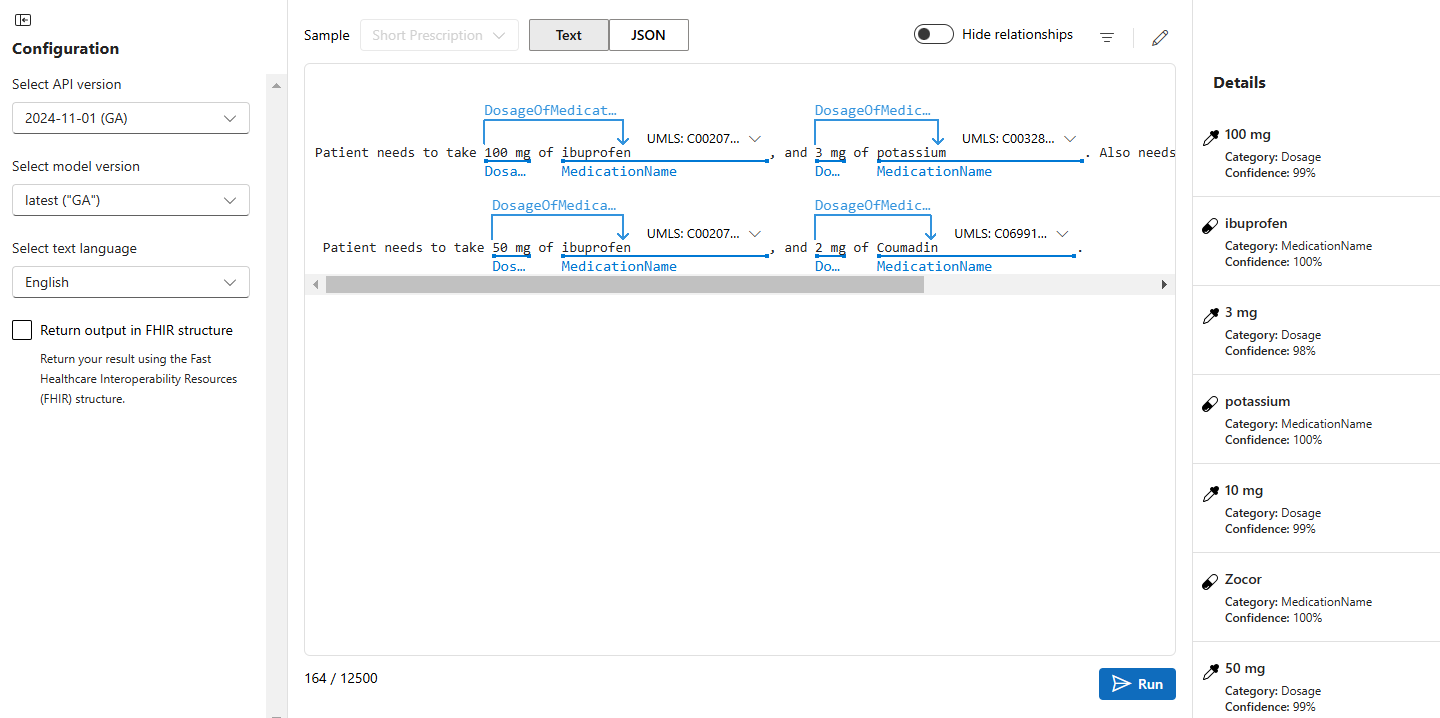 Configuration
Select API version
2024-11-01 (GA)
Select model version
latest ("GA")
Select text language
English
Return output in FHIR structure
Return your result using the Fast
Healthcare Interoperability Resources
(FHIR) structure.
Sample
Short Prescription
Text
JSON
Hide relationships
DosageOfMedicat…
DosageOfMedic…
UMLS: C00207…
UMLS: C00328…
Patient needs to take 100 mg of ibuprofen, and 3 mg of potassium. Also needs
Dosa…
MedicationName
Do…
MedicationName
DosageOfMedica…
DosageOfMedic…
UMLS: C00207…
UMLS: C06991…
Patient needs to take 50 mg of ibuprofen, and 2 mg of Coumadin.
Dos…
MedicationName
Do…
MedicationName
164 / 12500
Run
Details
100 mg
Category: Dosage
Confidence: 99%
ibuprofen
Category: MedicationName
Confidence: 100%
3 mg
Category: Dosage
Confidence: 98%
potassium
Category: MedicationName
Confidence: 100%
10 mg
Category: Dosage
Confidence: 99%
Zocor
Category: MedicationName
Confidence: 100%
50 mg
Category: Dosage
Confidence: 99%